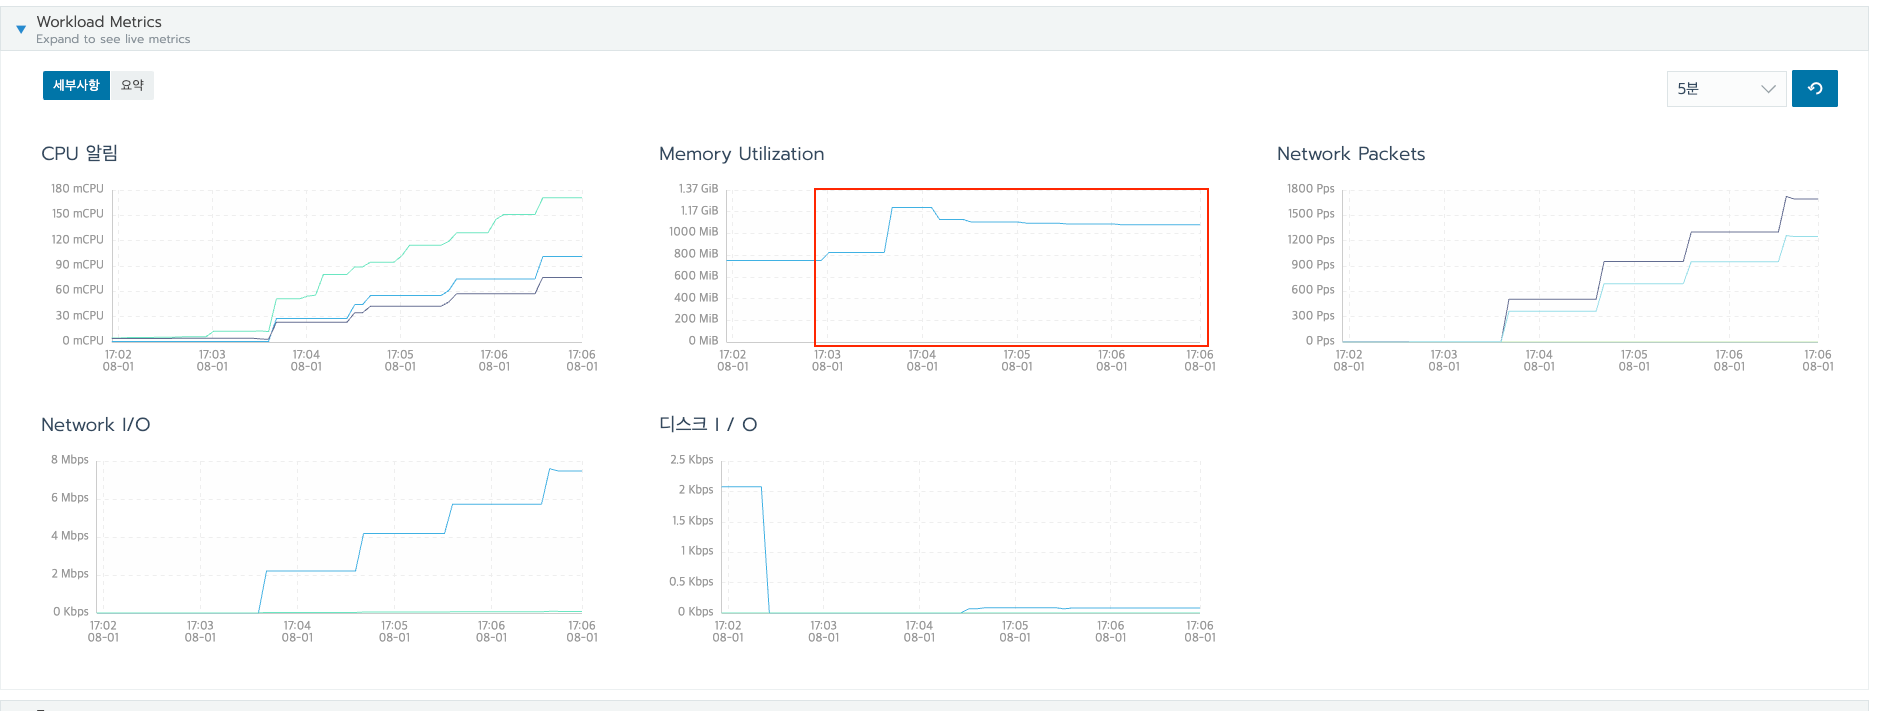 Workload Metrics
Expand to see live metrics
세부사항 요약
5분
CPU 알림
180 mCPU
150 mCPU
120 mCPU
90 mCPU
60 mCPU
30 mCPU
0 mCPU
17:02 17:03 17:04 17:05 17:06 17:06
08-01 08-01 08-01 08-01 08-01 08-01
Memory Utilization
1.37 GiB
1.17 GiB
1000 MiB
800 MiB
600 MiB
400 MiB
200 MiB
0 MiB
17:02 17:03 17:04 17:05 17:06 17:06
08-01 08-01 08-01 08-01 08-01 08-01
Network Packets
1800 Pps
1500 Pps
1200 Pps
900 Pps
600 Pps
300 Pps
0 Pps
17:02 17:03 17:04 17:05 17:06 17:06
08-01 08-01 08-01 08-01 08-01 08-01
Network I/O
8 Mbps
6 Mbps
4 Mbps
2 Mbps
0 Kbps
17:02 17:03 17:04 17:05 17:06 17:06
08-01 08-01 08-01 08-01 08-01 08-01
디스크 I / O
2.5 Kbps
2 Kbps
1.5 Kbps
1 Kbps
0.5 Kbps
0 Kbps
17:02 17:03 17:04 17:05 17:06 17:06
08-01 08-01 08-01 08-01 08-01 08-01